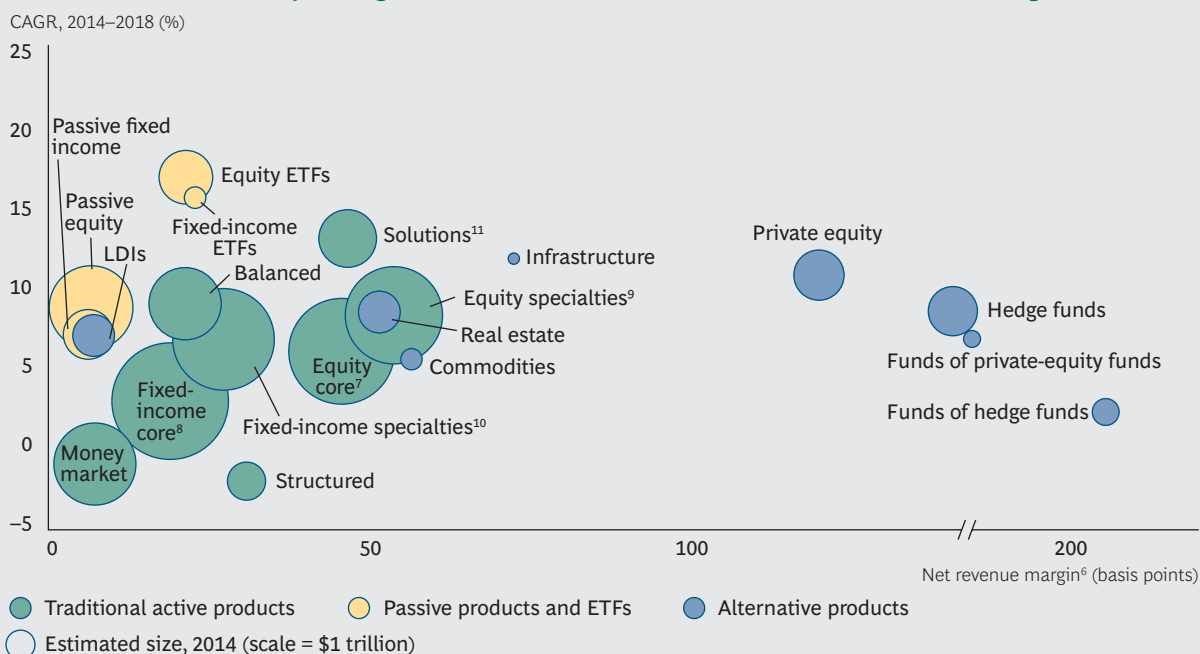 CAGR, 2014–2018 (%)
25
20
15
10
5
0
–5
Passive fixed
income
Passive
equity
LDIs
Equity ETFs
Fixed-income
ETFs
Balanced
Solutions¹¹
Infrastructure
Equity specialties⁹
Real estate
Commodities
Equity
core⁷
Fixed-
income
core⁸
Fixed-income specialties¹⁰
Money
market
Structured
Private equity
Hedge funds
Funds of private-equity funds
Funds of hedge funds
0
50
100
200
Net revenue margin⁶ (basis points)
Traditional active products
Passive products and ETFs
Alternative products
Estimated size, 2014 (scale = $1 trillion)